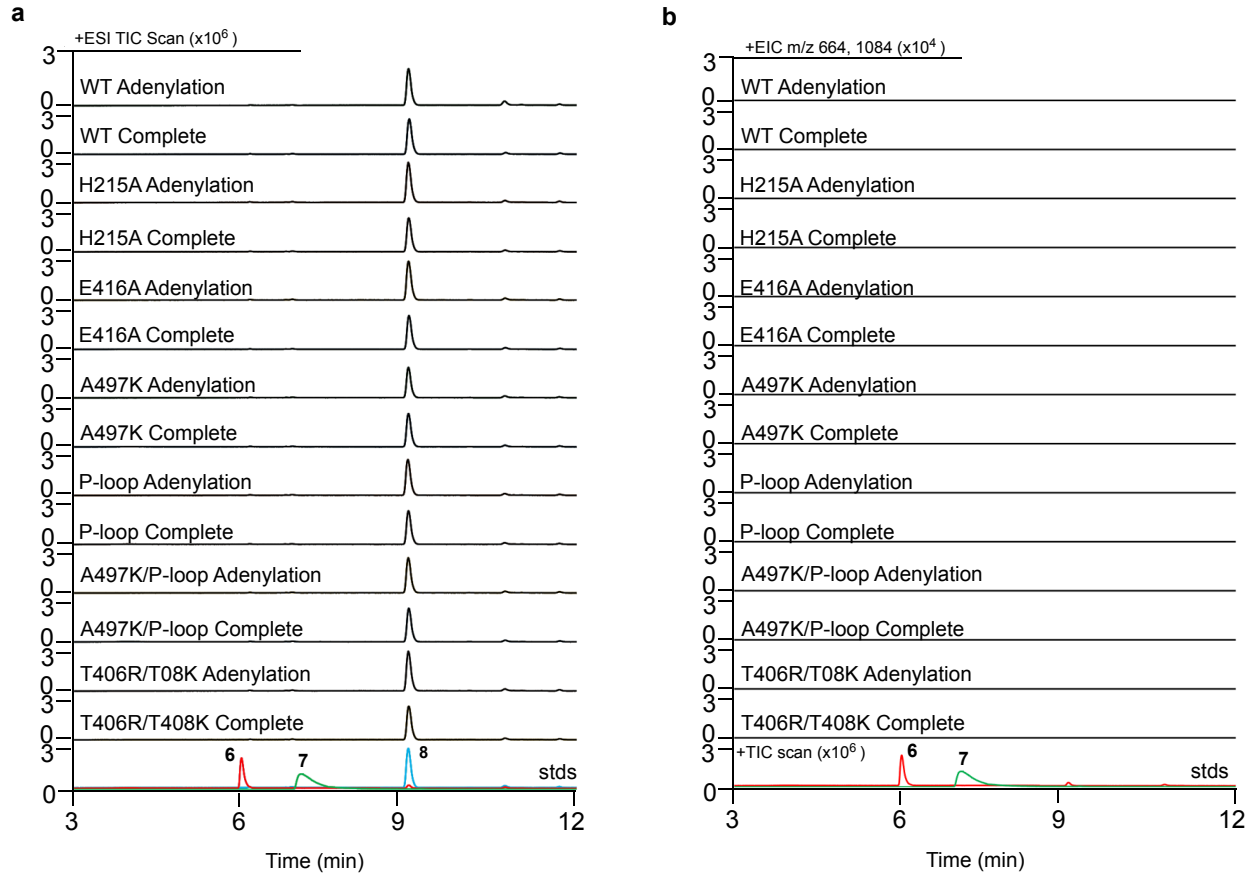 a
+ESI TIC Scan (x10⁶ )
3
WT Adenylation
0
3
WT Complete
0
3
H215A Adenylation
0
3
H215A Complete
0
3
E416A Adenylation
0
3
E416A Complete
0
3
A497K Adenylation
0
3
A497K Complete
0
3
P-loop Adenylation
0
3
P-loop Complete
0
3
A497K/P-loop Adenylation
0
3
A497K/P-loop Complete
0
3
T406R/T08K Adenylation
0
3
T406R/T408K Complete
0
3
6 7 8
stds
0
3 6 9 12
Time (min)
b
+EIC m/z 664, 1084 (x10⁴ )
3
WT Adenylation
0
3
WT Complete
0
3
H215A Adenylation
0
3
H215A Complete
0
3
E416A Adenylation
0
3
E416A Complete
0
3
A497K Adenylation
0
3
A497K Complete
0
3
P-loop Adenylation
0
3
P-loop Complete
0
3
A497K/P-loop Adenylation
0
3
A497K/P-loop Complete
0
3
T406R/T08K Adenylation
0
3
T406R/T408K Complete
0
3
+TIC scan (x10⁶)
6 7
stds
0
3 6 9 12
Time (min)